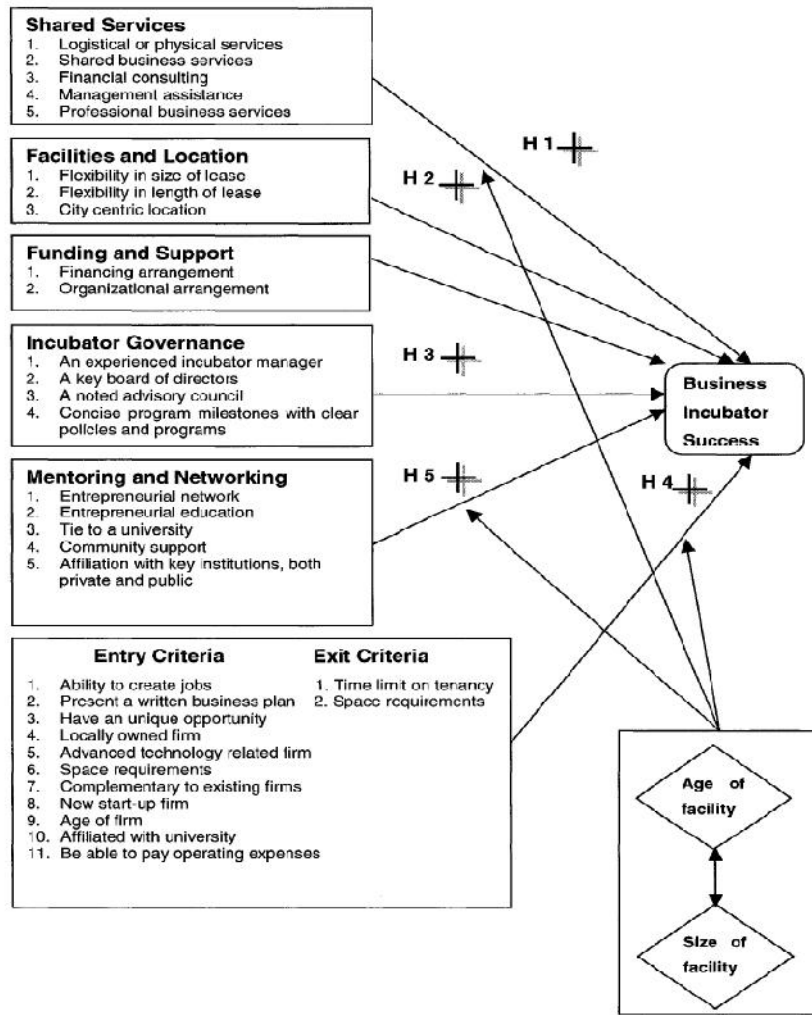 Shared Services
1. Logistical or physical services
2. Shared business services
3. Financial consulting
4. Management assistance
5. Professional business services
H 1
Facilities and Location
1. Flexibility in size of lease
2. Flexibility in length of lease
3. City centric location
H 2
Funding and Support
1. Financing arrangement
2. Organizational arrangement
Incubator Governance
1. An experienced incubator manager
2. A key board of directors
3. A noted advisory council
4. Concise program milestones with clear
policies and programs
H 3
Business
Incubator
Success
Mentoring and Networking
1. Entrepreneurial network
2. Entrepreneurial education
3. Tie to a university
4. Community support
5. Affiliation with key institutions, both
private and public
H 5
H 4
Entry Criteria
1. Ability to create jobs
2. Present a written business plan
3. Have an unique opportunity
4. Locally owned firm
5. Advanced technology related firm
6. Space requirements
7. Complementary to existing firms
8. New start-up firm
9. Age of firm
10. Affiliated with university
11. Be able to pay operating expenses
Exit Criteria
1. Time limit on tenancy
2. Space requirements
Age of
facility
Size of
facility